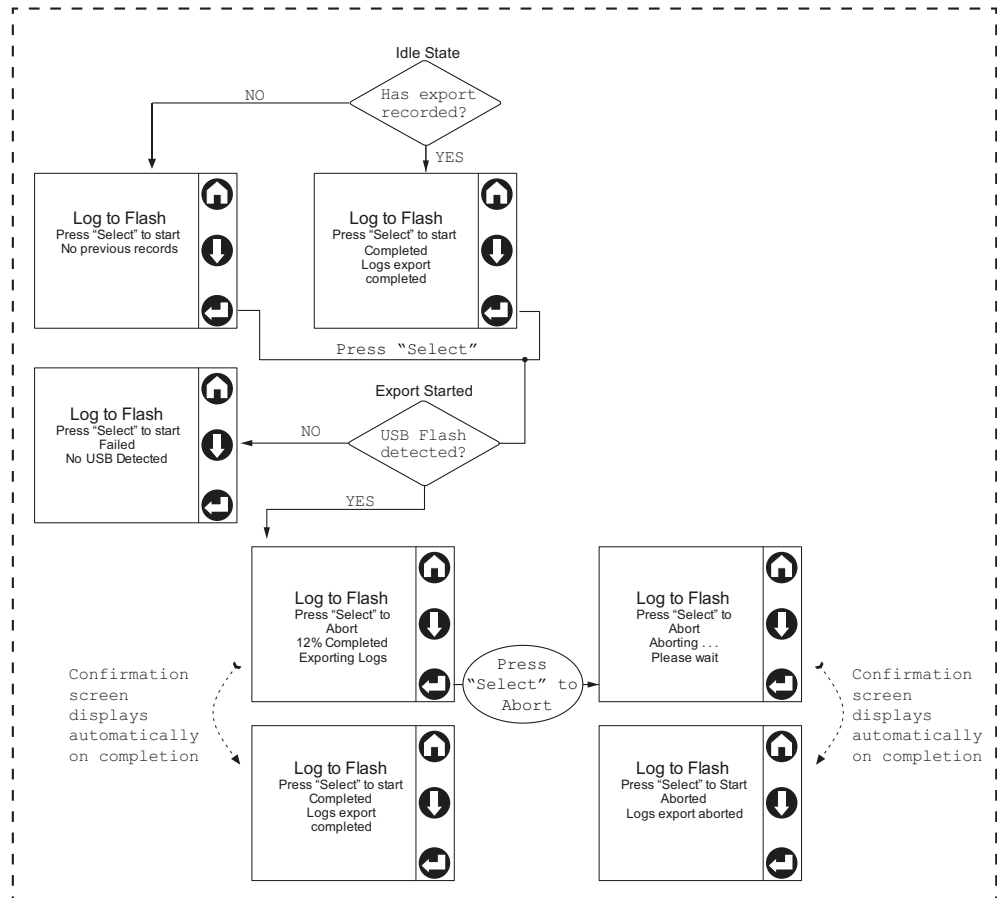 Idle State
Has export
recorded?
NO
YES
Log to Flash
Press “Select” to start
No previous records
Log to Flash
Press “Select” to start
Completed
Logs export
completed
Press “Select”
Export Started
USB Flash
detected?
NO
YES
Log to Flash
Press “Select” to start
Failed
No USB Detected
Log to Flash
Press “Select” to
Abort
12% Completed
Exporting Logs
Press
“Select” to
Abort
Log to Flash
Press “Select” to
Abort
Aborting . . .
Please wait
Confirmation
screen
displays
automatically
on completion
Confirmation
screen
displays
automatically
on completion
Log to Flash
Press “Select” to start
Completed
Logs export
completed
Log to Flash
Press “Select” to Start
Aborted
Logs export aborted